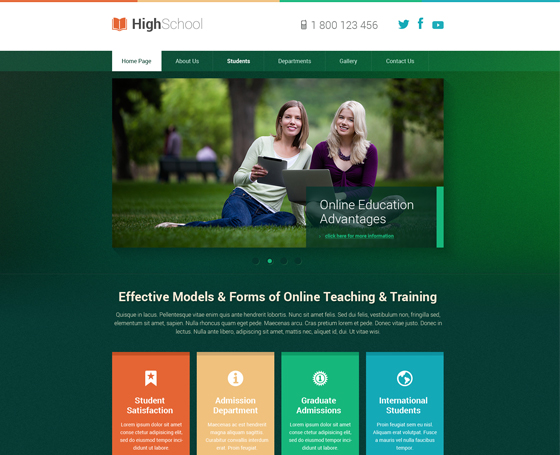 HighSchool
1 800 123 456
Home Page
About Us
Students
Departments
Gallery
Contact Us
Online Education
Advantages
click here for more information
Effective Models & Forms of Online Teaching & Training
Quisque in lacus. Pellentesque vitae enim quis ante hendrerit lobortis. Nunc sit amet felis. Sed dui felis, vestibulum non, fringilla sed,
elementum sit amet, sapien. Nulla rhoncus quam eget pede. Maecenas arcu. Cras pretium lorem et pede. Donec vitae justo. Donec in
lectus. Nulla ante libero, adipiscing sit amet, mattis nec, aliquet id, dui. Ut vitae wisi.
Student
Satisfaction
Lorem ipsum dolor sit amet
conse ctetur adipisicing elit,
sed do eiusmod tempor inci-
didunt ut labore
Admission
Department
Maecenas ac est hendrerit
magna aliquam sagittis.
Curabitur convallis interdum
erat. Proin feugiat
Graduate
Admissions
Lorem ipsum dolor sit amet
conse ctetur adipisicing elit,
sed do eiusmod tempor inci-
didunt ut labore
International
Students
Proin feugiat sem eu nisl.
Aliquam erat volutpat. Fusce
a mauris vel nulla faucibus
tempor